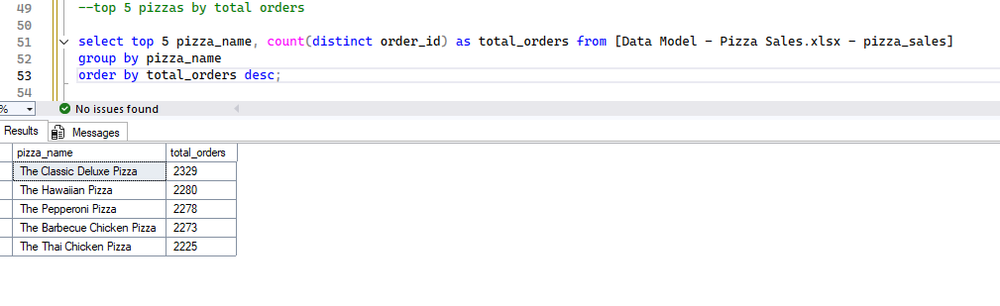 49 --top 5 pizzas by total orders
50
51 select top 5 pizza_name, count(distinct order_id) as total_orders from [Data Model - Pizza Sales.xlsx - pizza_sales]
52 group by pizza_name
53 order by total_orders desc;
54
% No issues found
Results Messages
pizza_name total_orders
The Classic Deluxe Pizza 2329
The Hawaiian Pizza 2280
The Pepperoni Pizza 2278
The Barbecue Chicken Pizza 2273
The Thai Chicken Pizza 2225